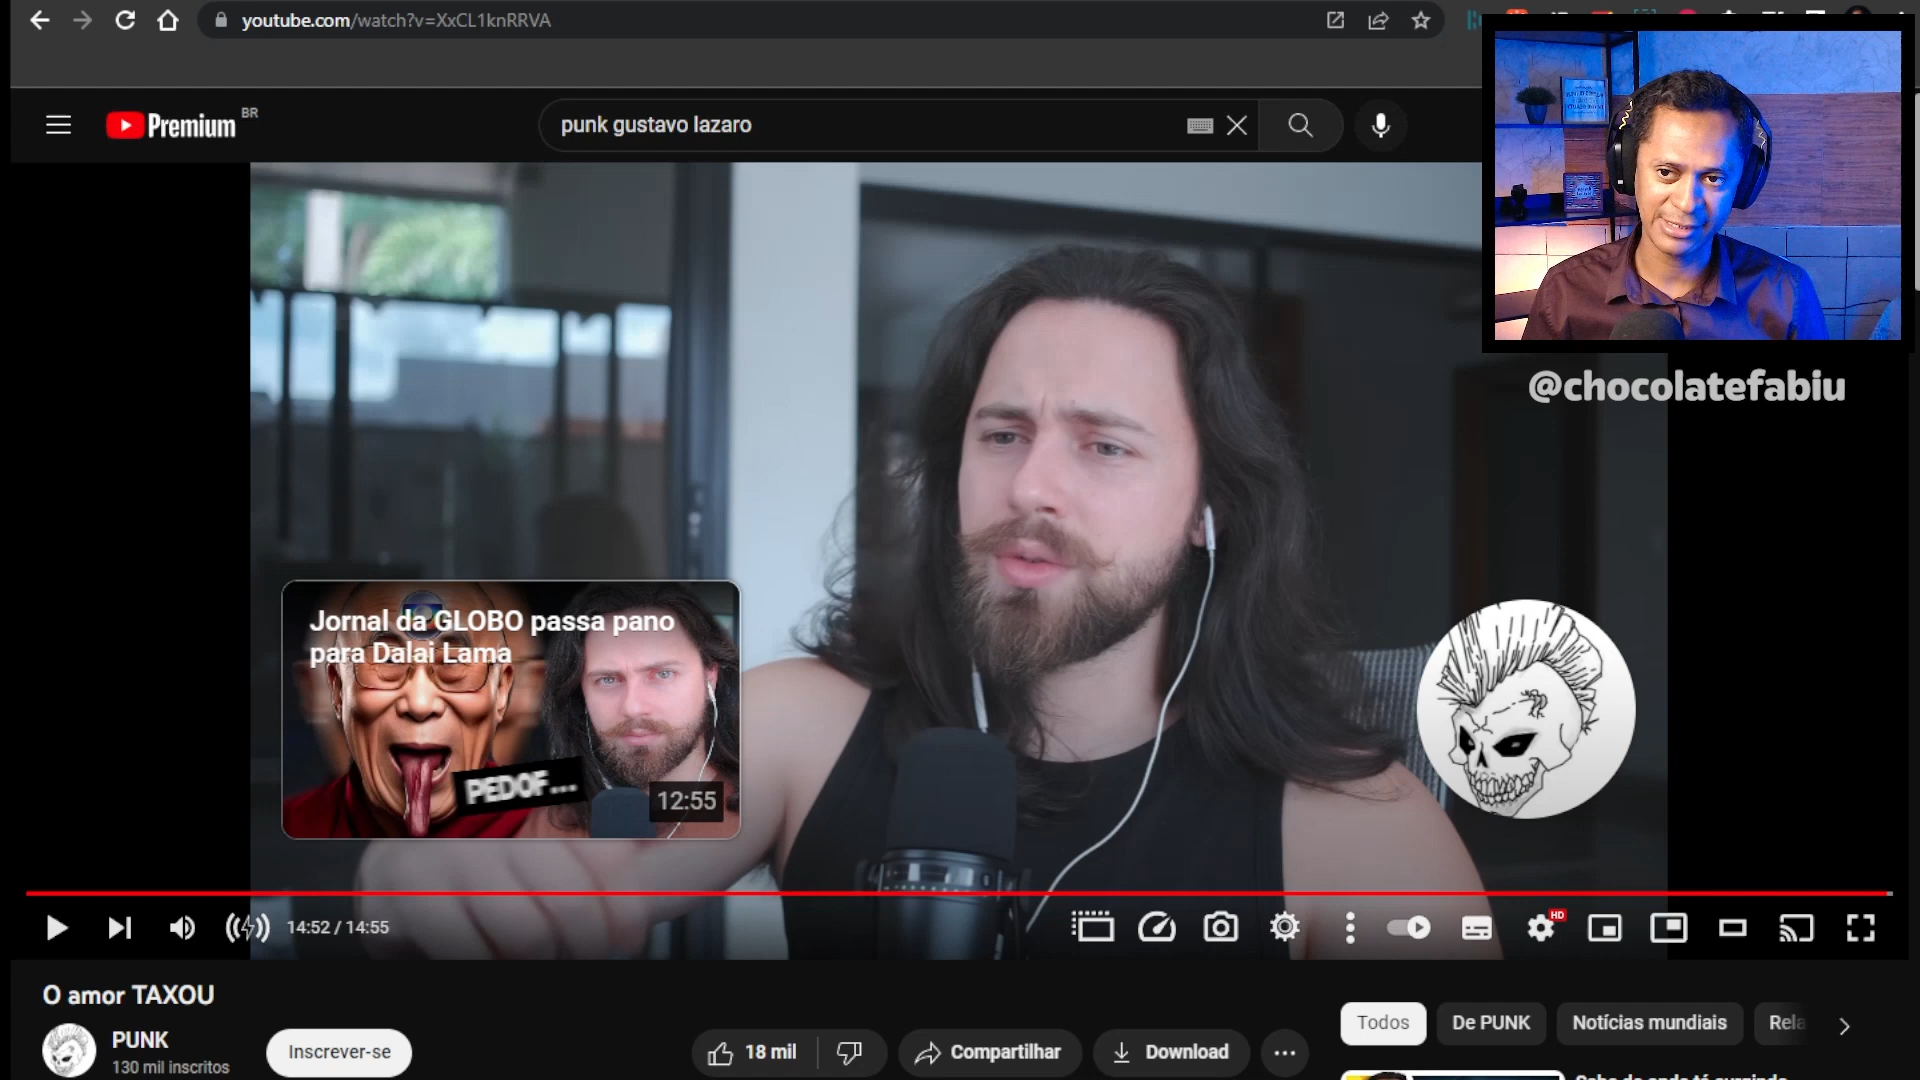 youtube.com/watch?v=XxCL1knRRVA
Premium BR
punk gustavo lazaro
@chocolatefabiu
Jornal da GLOBO passa pano
para Dalai Lama
PEDOF...
12:55
14:52 / 14:55
HD
O amor TAXOU
PUNK
130 mil inscritos
Inscrever-se
18 mil
Compartilhar
Download
Todos
De PUNK
Notícias mundiais
Rela